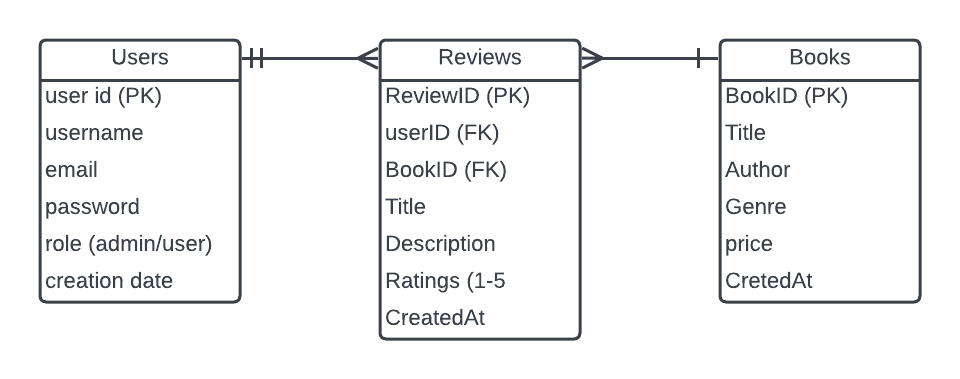 Users
user id (PK)
username
email
password
role (admin/user)
creation date
Reviews
ReviewID (PK)
userID (FK)
BookID (FK)
Title
Description
Ratings (1-5
CreatedAt
Books
BookID (PK)
Title
Author
Genre
price
CretedAt